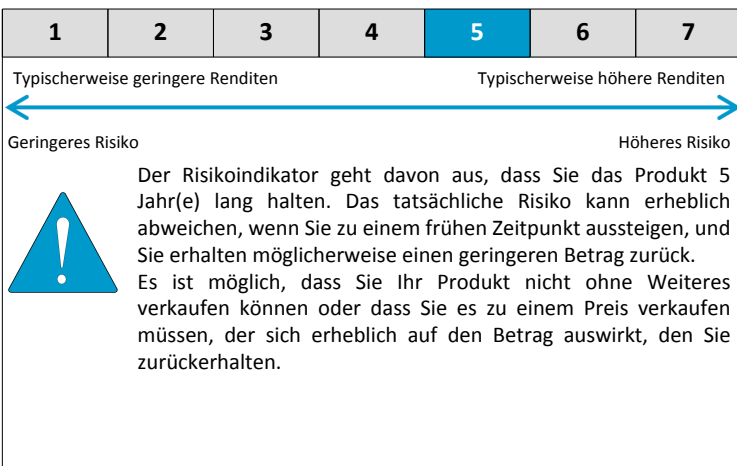 1 2 3 4 5 6 7
Typischerweise geringere Renditen Typischerweise höhere Renditen
Geringeres Risiko Höheres Risiko
Der Risikoindikator geht davon aus, dass Sie das Produkt 5
Jahr(e) lang halten. Das tatsächliche Risiko kann erheblich
abweichen, wenn Sie zu einem frühen Zeitpunkt aussteigen, und
Sie erhalten möglicherweise einen geringeren Betrag zurück.
Es ist möglich, dass Sie Ihr Produkt nicht ohne Weiteres
verkaufen können oder dass Sie es zu einem Preis verkaufen
müssen, der sich erheblich auf den Betrag auswirkt, den Sie
zurückerhalten.